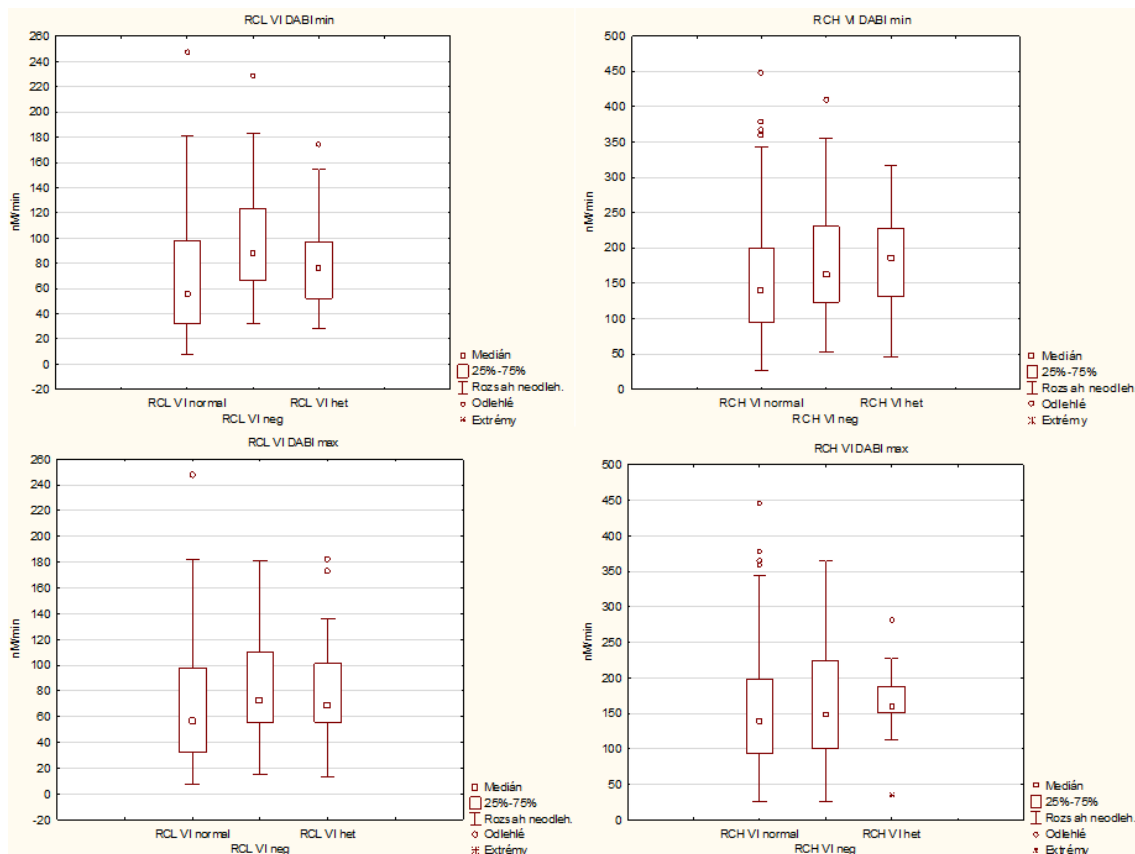 RCL VI DABI min
260
240
220
200
180
160
140
120
100
80
60
40
20
0
-20
nM/min
RCL VI normal
RCL VI het
RCL VI neg
Medián
25%-75%
Rozsah neodleh.
Odlehlé
Extrémy
RCH VI DABI min
500
450
400
350
300
250
200
150
100
50
0
nM/min
RCH VI normal
RCH VI het
RCH VI neg
Medián
25%-75%
Rozsah neodleh.
Odlehlé
Extrémy
RCL VI DABI max
260
240
220
200
180
160
140
120
100
80
60
40
20
0
-20
nM/min
RCL VI normal
RCL VI het
RCL VI neg
Medián
25%-75%
Rozsah neodleh.
Odlehlé
Extrémy
RCH VI DABI max
500
450
400
350
300
250
200
150
100
50
0
nM/min
RCH VI normal
RCH VI het
RCH VI neg
Medián
25%-75%
Rozsah neodleh.
Odlehlé
Extrémy